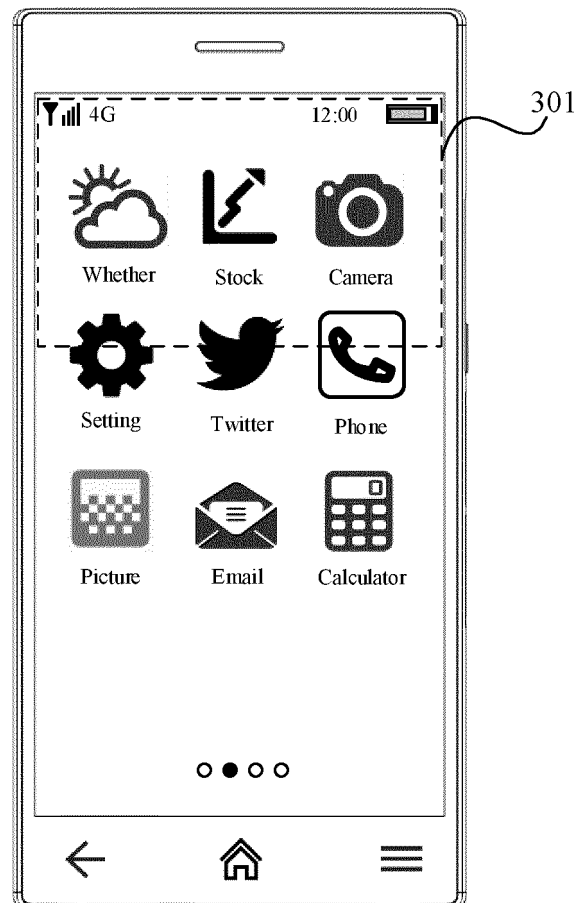 4G 12:00
301
Whether Stock Camera
Setting Twitter Phone
Picture Email Calculator